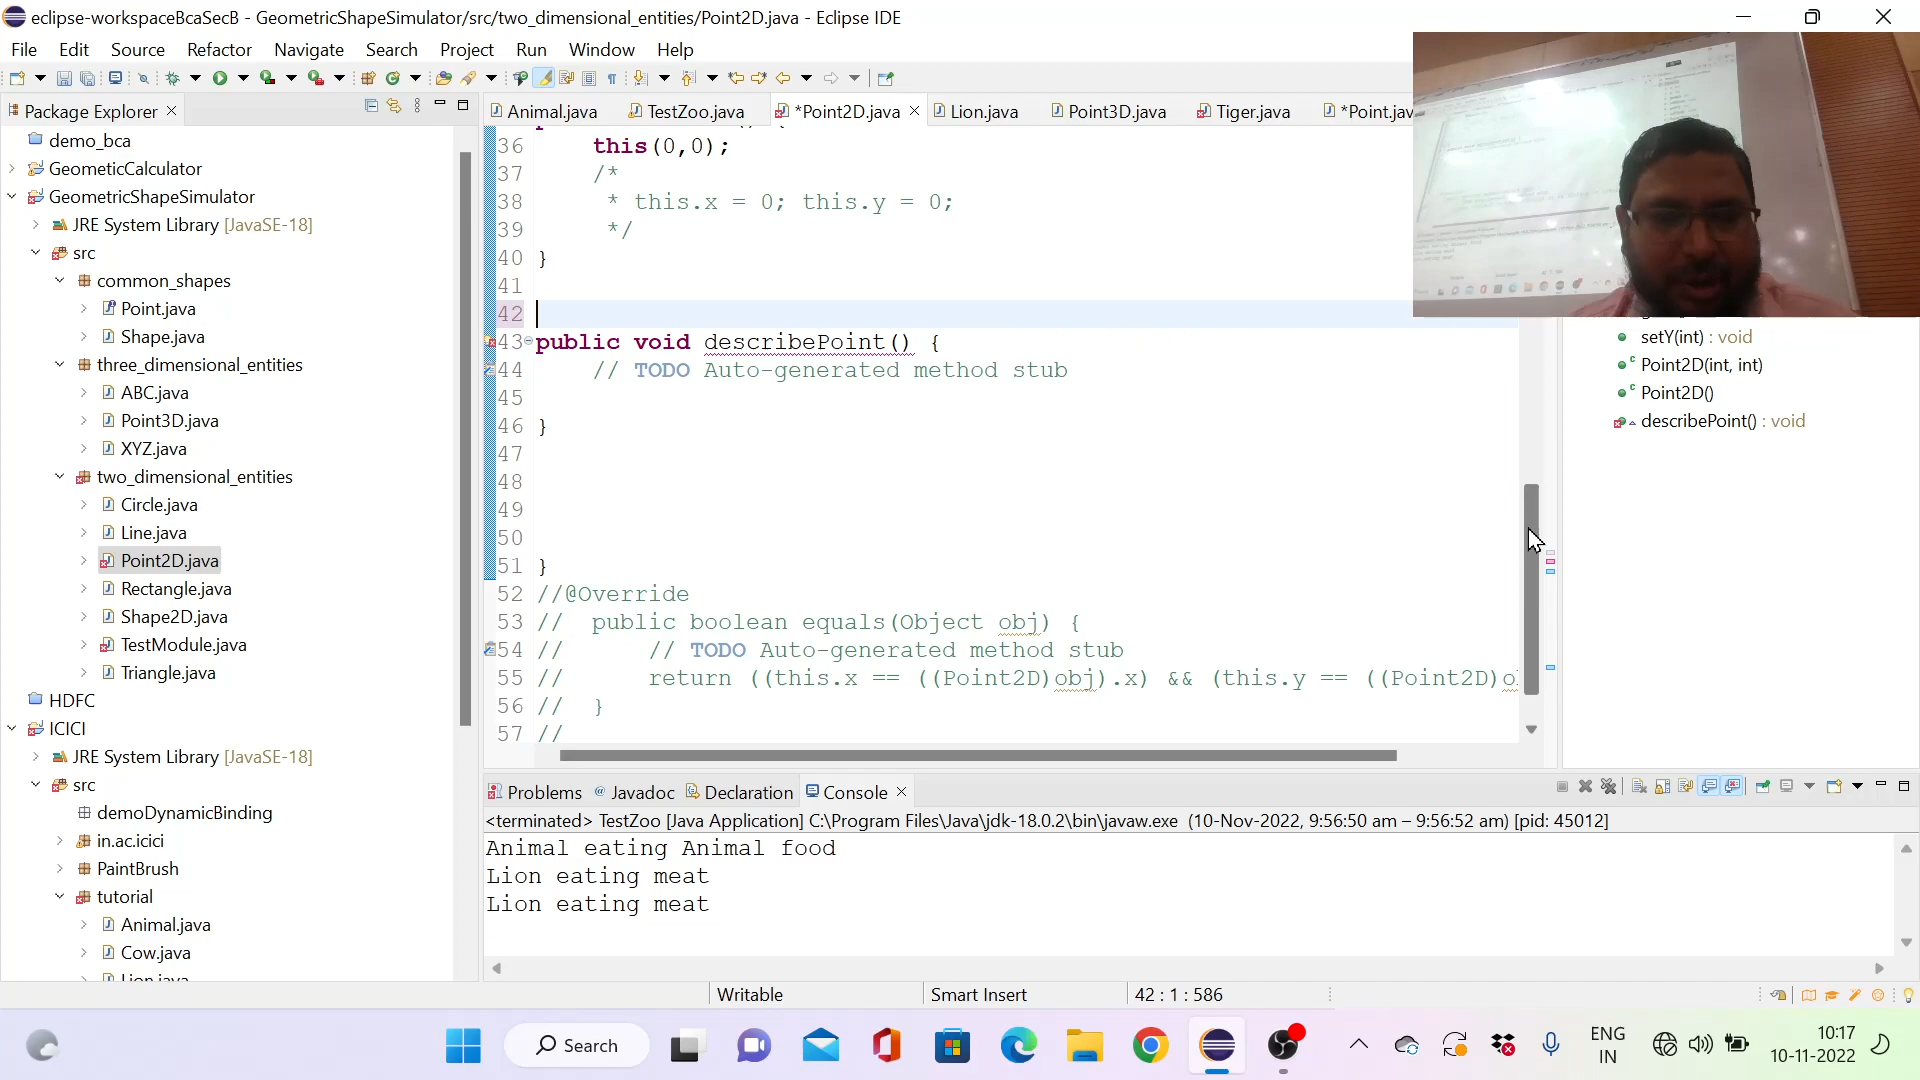 eclipse-workspaceBcaSecB - GeometricShapeSimulator/src/two_dimensional_entities/Point2D.java - Eclipse IDE
File Edit Source Refactor Navigate Search Project Run Window Help
Package Explorer
demo_bca
GeometicCalculator
GeometricShapeSimulator
JRE System Library [JavaSE-18]
src
common_shapes
Point.java
Shape.java
three_dimensional_entities
ABC.java
Point3D.java
XYZ.java
two_dimensional_entities
Circle.java
Line.java
Point2D.java
Rectangle.java
Shape2D.java
TestModule.java
Triangle.java
HDFC
ICICI
JRE System Library [JavaSE-18]
src
demoDynamicBinding
in.ac.icici
PaintBrush
tutorial
Animal.java
Cow.java
Lion.java
Animal.java TestZoo.java *Point2D.java Lion.java Point3D.java Tiger.java *Point.jav
36 this(0,0);
37 /*
38 * this.x = 0; this.y = 0;
39 */
40 }
41
42
43 public void describePoint() {
44 // TODO Auto-generated method stub
45
46 }
47
48
49
50
51 }
52 //@Override
53 // public boolean equals(Object obj) {
54 // // TODO Auto-generated method stub
55 // return ((this.x == ((Point2D)obj).x) && (this.y == ((Point2D)o
56 // }
57 //
setY(int) : void
Point2D(int, int)
Point2D()
describePoint() : void
Problems Javadoc Declaration Console
<terminated> TestZoo [Java Application] C:\Program Files\Java\jdk-18.0.2\bin\javaw.exe (10-Nov-2022, 9:56:50 am – 9:56:52 am) [pid: 45012]
Animal eating Animal food
Lion eating meat
Lion eating meat
Writable Smart Insert 42 : 1 : 586
Search
ENG
IN
10:17
10-11-2022